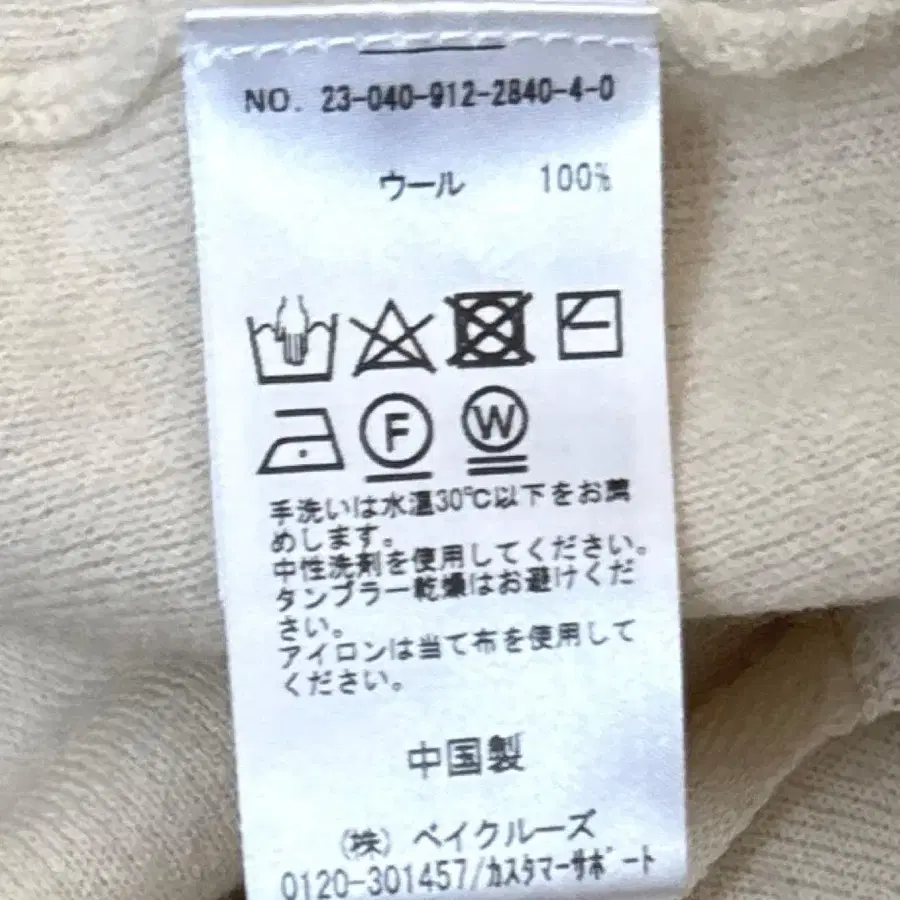 NO. 23-040-912-2840-4-0
ウール 100%
F W
手洗いは水温30℃以下をお薦
めします。
中性洗剤を使用してください。
タンブラー乾燥はお避けくだ
さい。
アイロンは当て布を使用して
ください。
中国製
(株) ベイクルーズ
0120-301457/カスタマーサポート